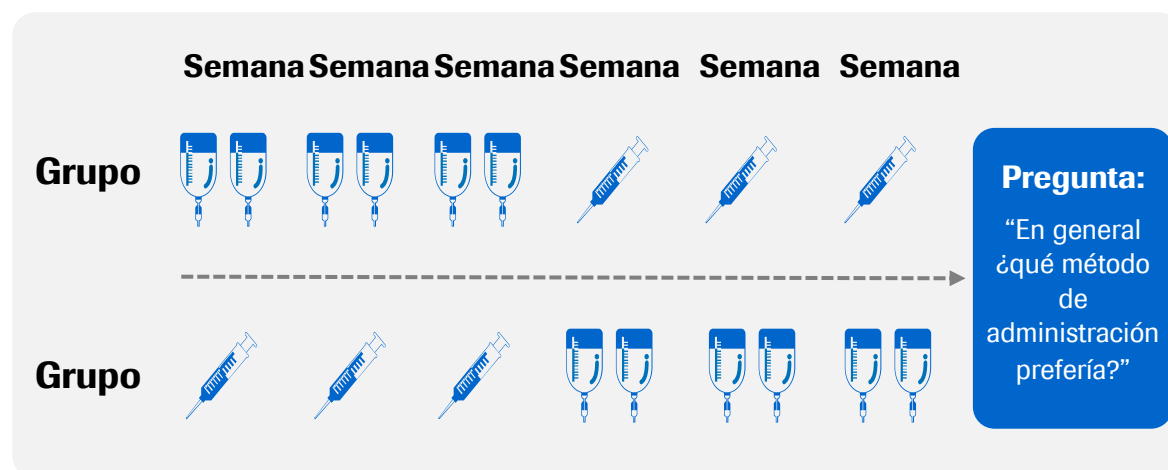 Semana Semana Semana Semana Semana Semana
Grupo
Pregunta:
“En general
¿qué método
de
administración
prefería?”
Grupo